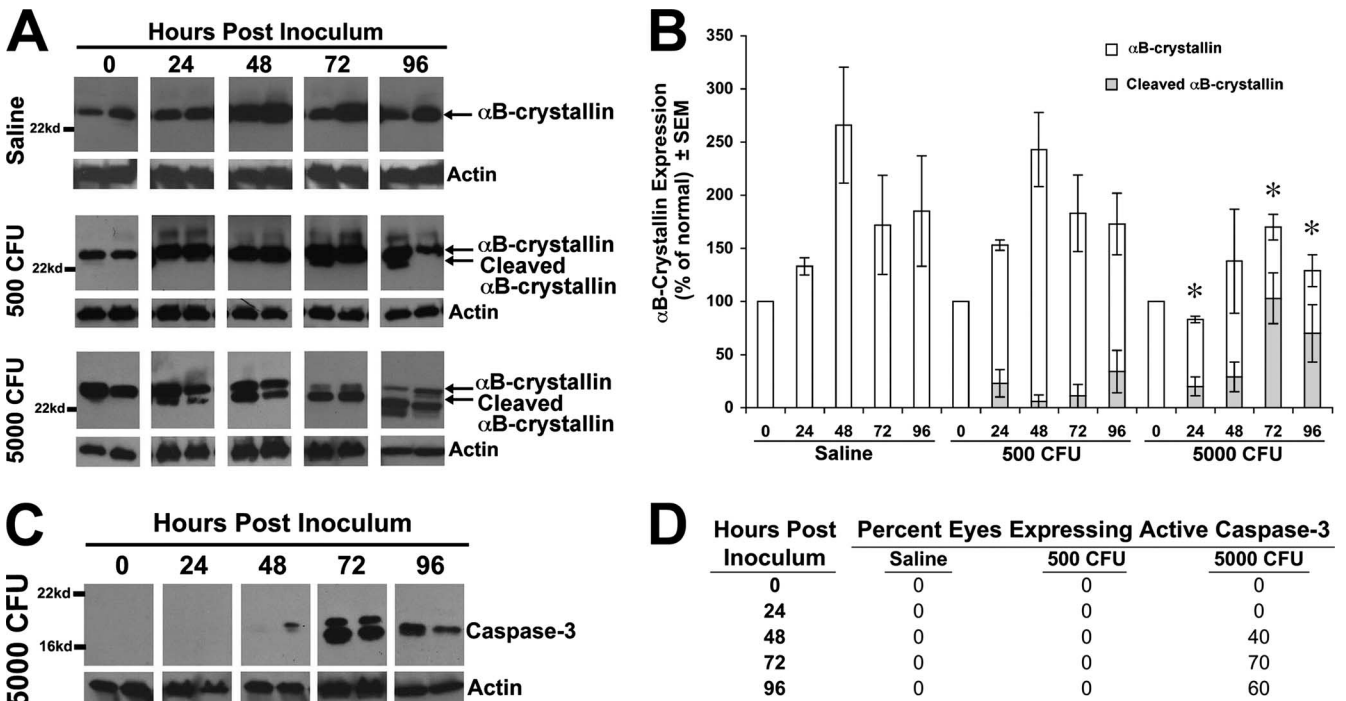 A
Hours Post Inoculum
0 24 48 72 96
Saline
αB-crystallin
22kd
Actin
500 CFU
αB-crystallin
22kd
Cleaved
αB-crystallin
Actin
5000 CFU
αB-crystallin
22kd
Cleaved
αB-crystallin
Actin
B
αB-Crystallin Expression
(% of normal) ± SEM
350
300
250
200
150
100
50
0
αB-crystallin
Cleaved αB-crystallin
* * *
0 24 48 72 96 0 24 48 72 96 0 24 48 72 96
Saline 500 CFU 5000 CFU
C
Hours Post Inoculum
0 24 48 72 96
5000 CFU
22kd
Caspase-3
16kd
Actin
D
Hours Post Percent Eyes Expressing Active Caspase-3
Inoculum Saline 500 CFU 5000 CFU
0 0 0 0
24 0 0 0
48 0 0 40
72 0 0 70
96 0 0 60